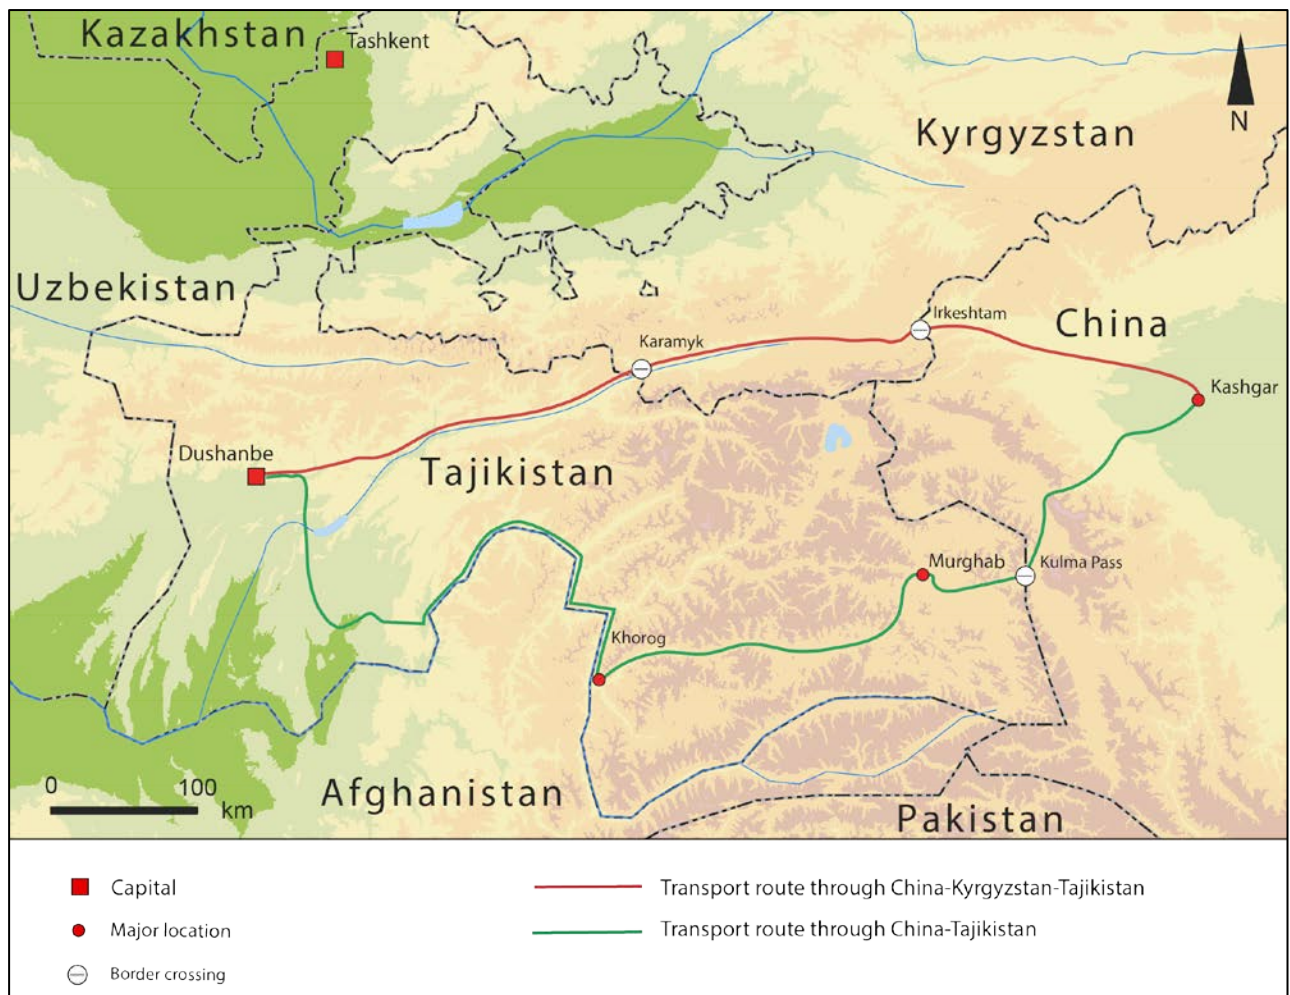 Kazakhstan
Tashkent
Kyrgyzstan
N
Uzbekistan
Irkeshtam
China
Karamyk
Kashgar
Dushanbe
Tajikistan
Murghab
Kulma Pass
Khorog
0 100
km
Afghanistan
Pakistan
Capital
Transport route through China-Kyrgyzstan-Tajikistan
Major location
Transport route through China-Tajikistan
Border crossing